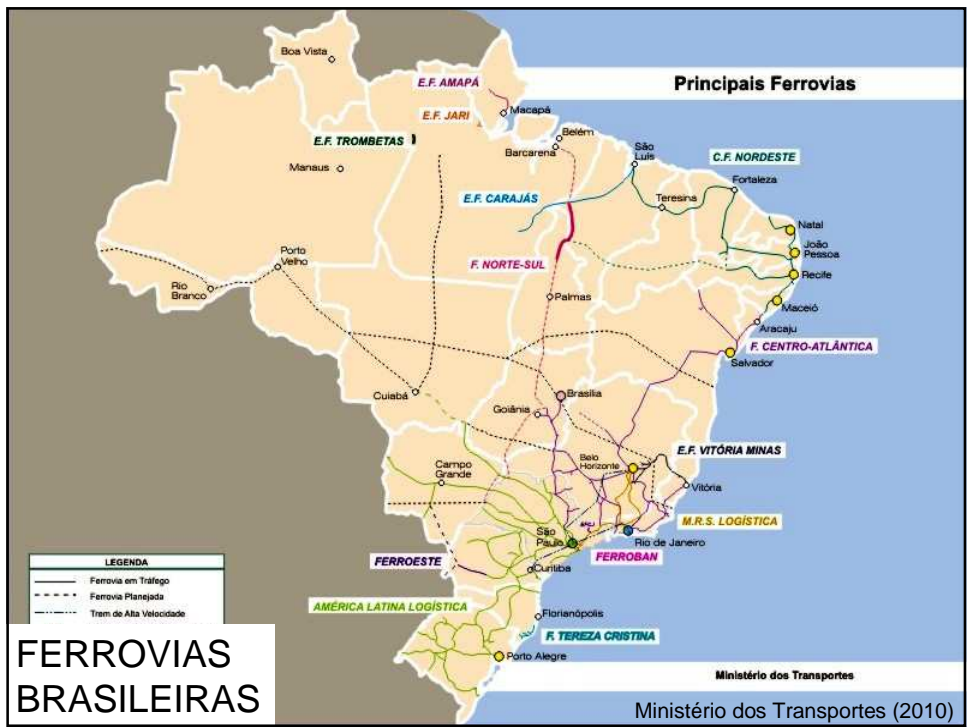 Boa Vista
E.F. AMAPÁ
Principais Ferrovias
Macapá
E.F. JARI
E.F. TROMBETAS
Belém
Barcarena
São
Luís
C.F. NORDESTE
Manaus
Fortaleza
Teresina
E.F. CARAJÁS
Natal
João
Pessoa
Porto
Velho
F. NORTE-SUL
Recife
Rio
Branco
Palmas
Maceió
Aracaju
F. CENTRO-ATLÂNTICA
Salvador
Cuiabá
Brasília
Goiânia
E.F. VITÓRIA MINAS
Belo
Horizonte
Campo
Grande
Vitória
M.R.S. LOGÍSTICA
São
Paulo
Rio de Janeiro
FERROBAN
FERROESTE
Curitiba
LEGENDA
Ferrovia em Tráfego
Ferrovia Planejada
Trem de Alta Velocidade
AMÉRICA LATINA LOGÍSTICA
Florianópolis
F. TEREZA CRISTINA
Porto Alegre
FERROVIAS
BRASILEIRAS
Ministério dos Transportes
Ministério dos Transportes (2010)